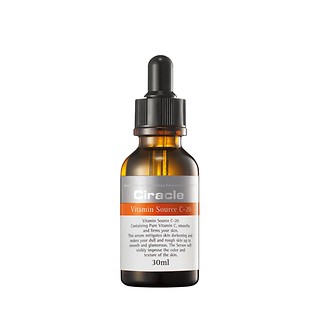 Ciracle
Vitamin Source C-20
Vitamin Source C-20
Containing Pure Vitamin C, smooths
and firms your skin.
This serum mitigates skin darkening and
makes your dull and rough skin up to
smooth and glamorous. The Serum will
visibly improve the color and
texture of the skin.
30ml